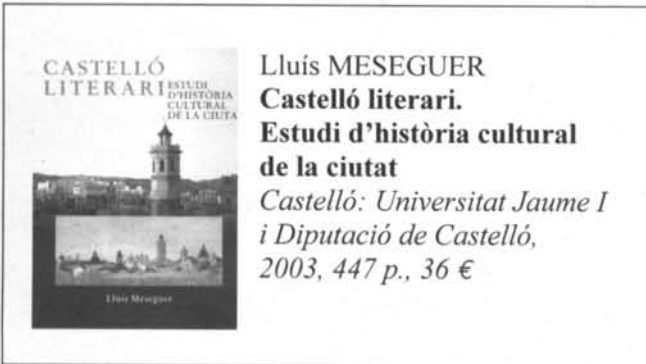 CASTELLÓ
LITERARI
ESTUDI
D'HISTÒRIA
CULTURAL
DE LA CIUTA
Lluís Meseguer
Lluís MESEGUER
Castelló literari.
Estudi d'història cultural
de la ciutat
Castelló: Universitat Jaume I
i Diputació de Castelló,
2003, 447 p., 36 €